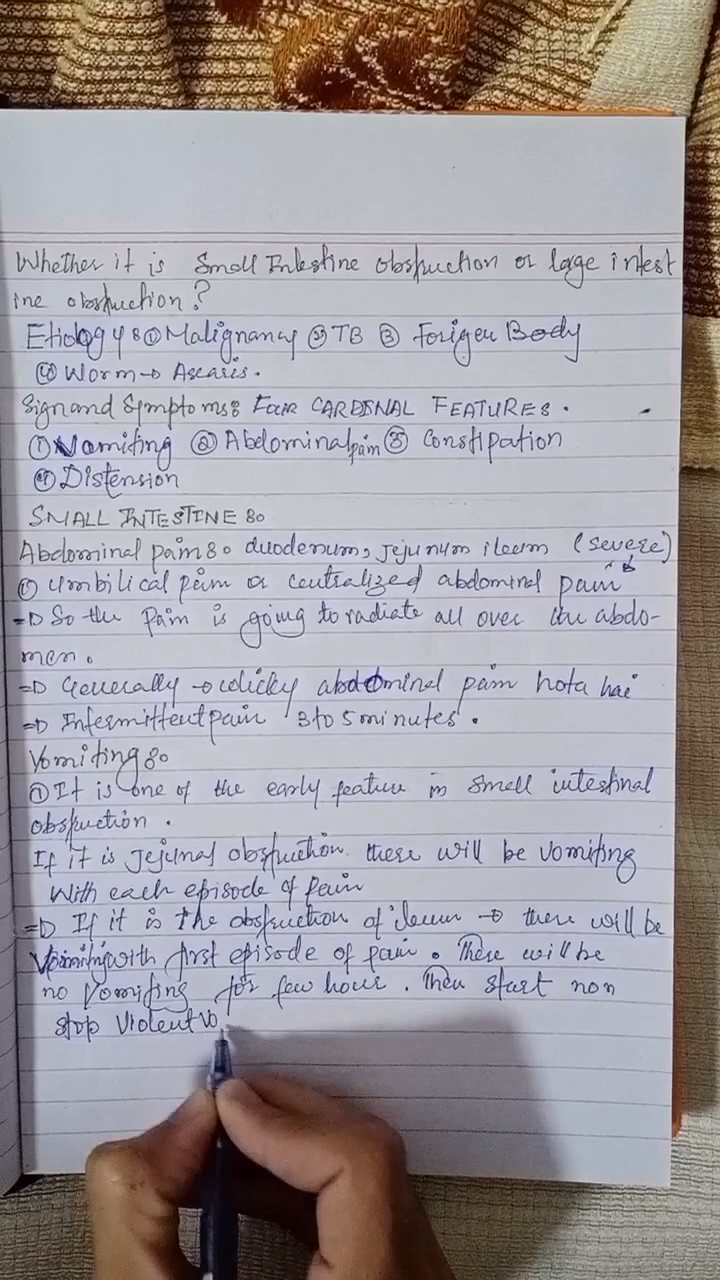 Whether it is Small Intestine obstruction or large intest
ine obstruction?
Etiology: ① Malignancy ② TB ③ Forigen Body
④ Worm → Ascaris.
Sign and Symptoms: FOUR CARDINAL FEATURES.
① Vomiting ② Abdominal pain ③ Constipation
④ Distension
SMALL INTESTINE:
Abdominal pain: duodenum, jejunum ileum (severe)
① Umbilical pain or centralized abdominal pain
⇒ So the pain is going to radiate all over the abdo-
men.
⇒ Generally → colicky abdominal pain hota hai
⇒ Intermittent pain 3 to 5 minutes.
Vomiting:
① It is one of the early feature in small intestinal
obstruction.
If it is Jejunal obstruction there will be vomiting
with each episode of pain
⇒ If it is the obstruction of ileum → there will be
Vomiting with first episode of pain. There will be
no vomiting for few hour. Then start non
stop violent vo